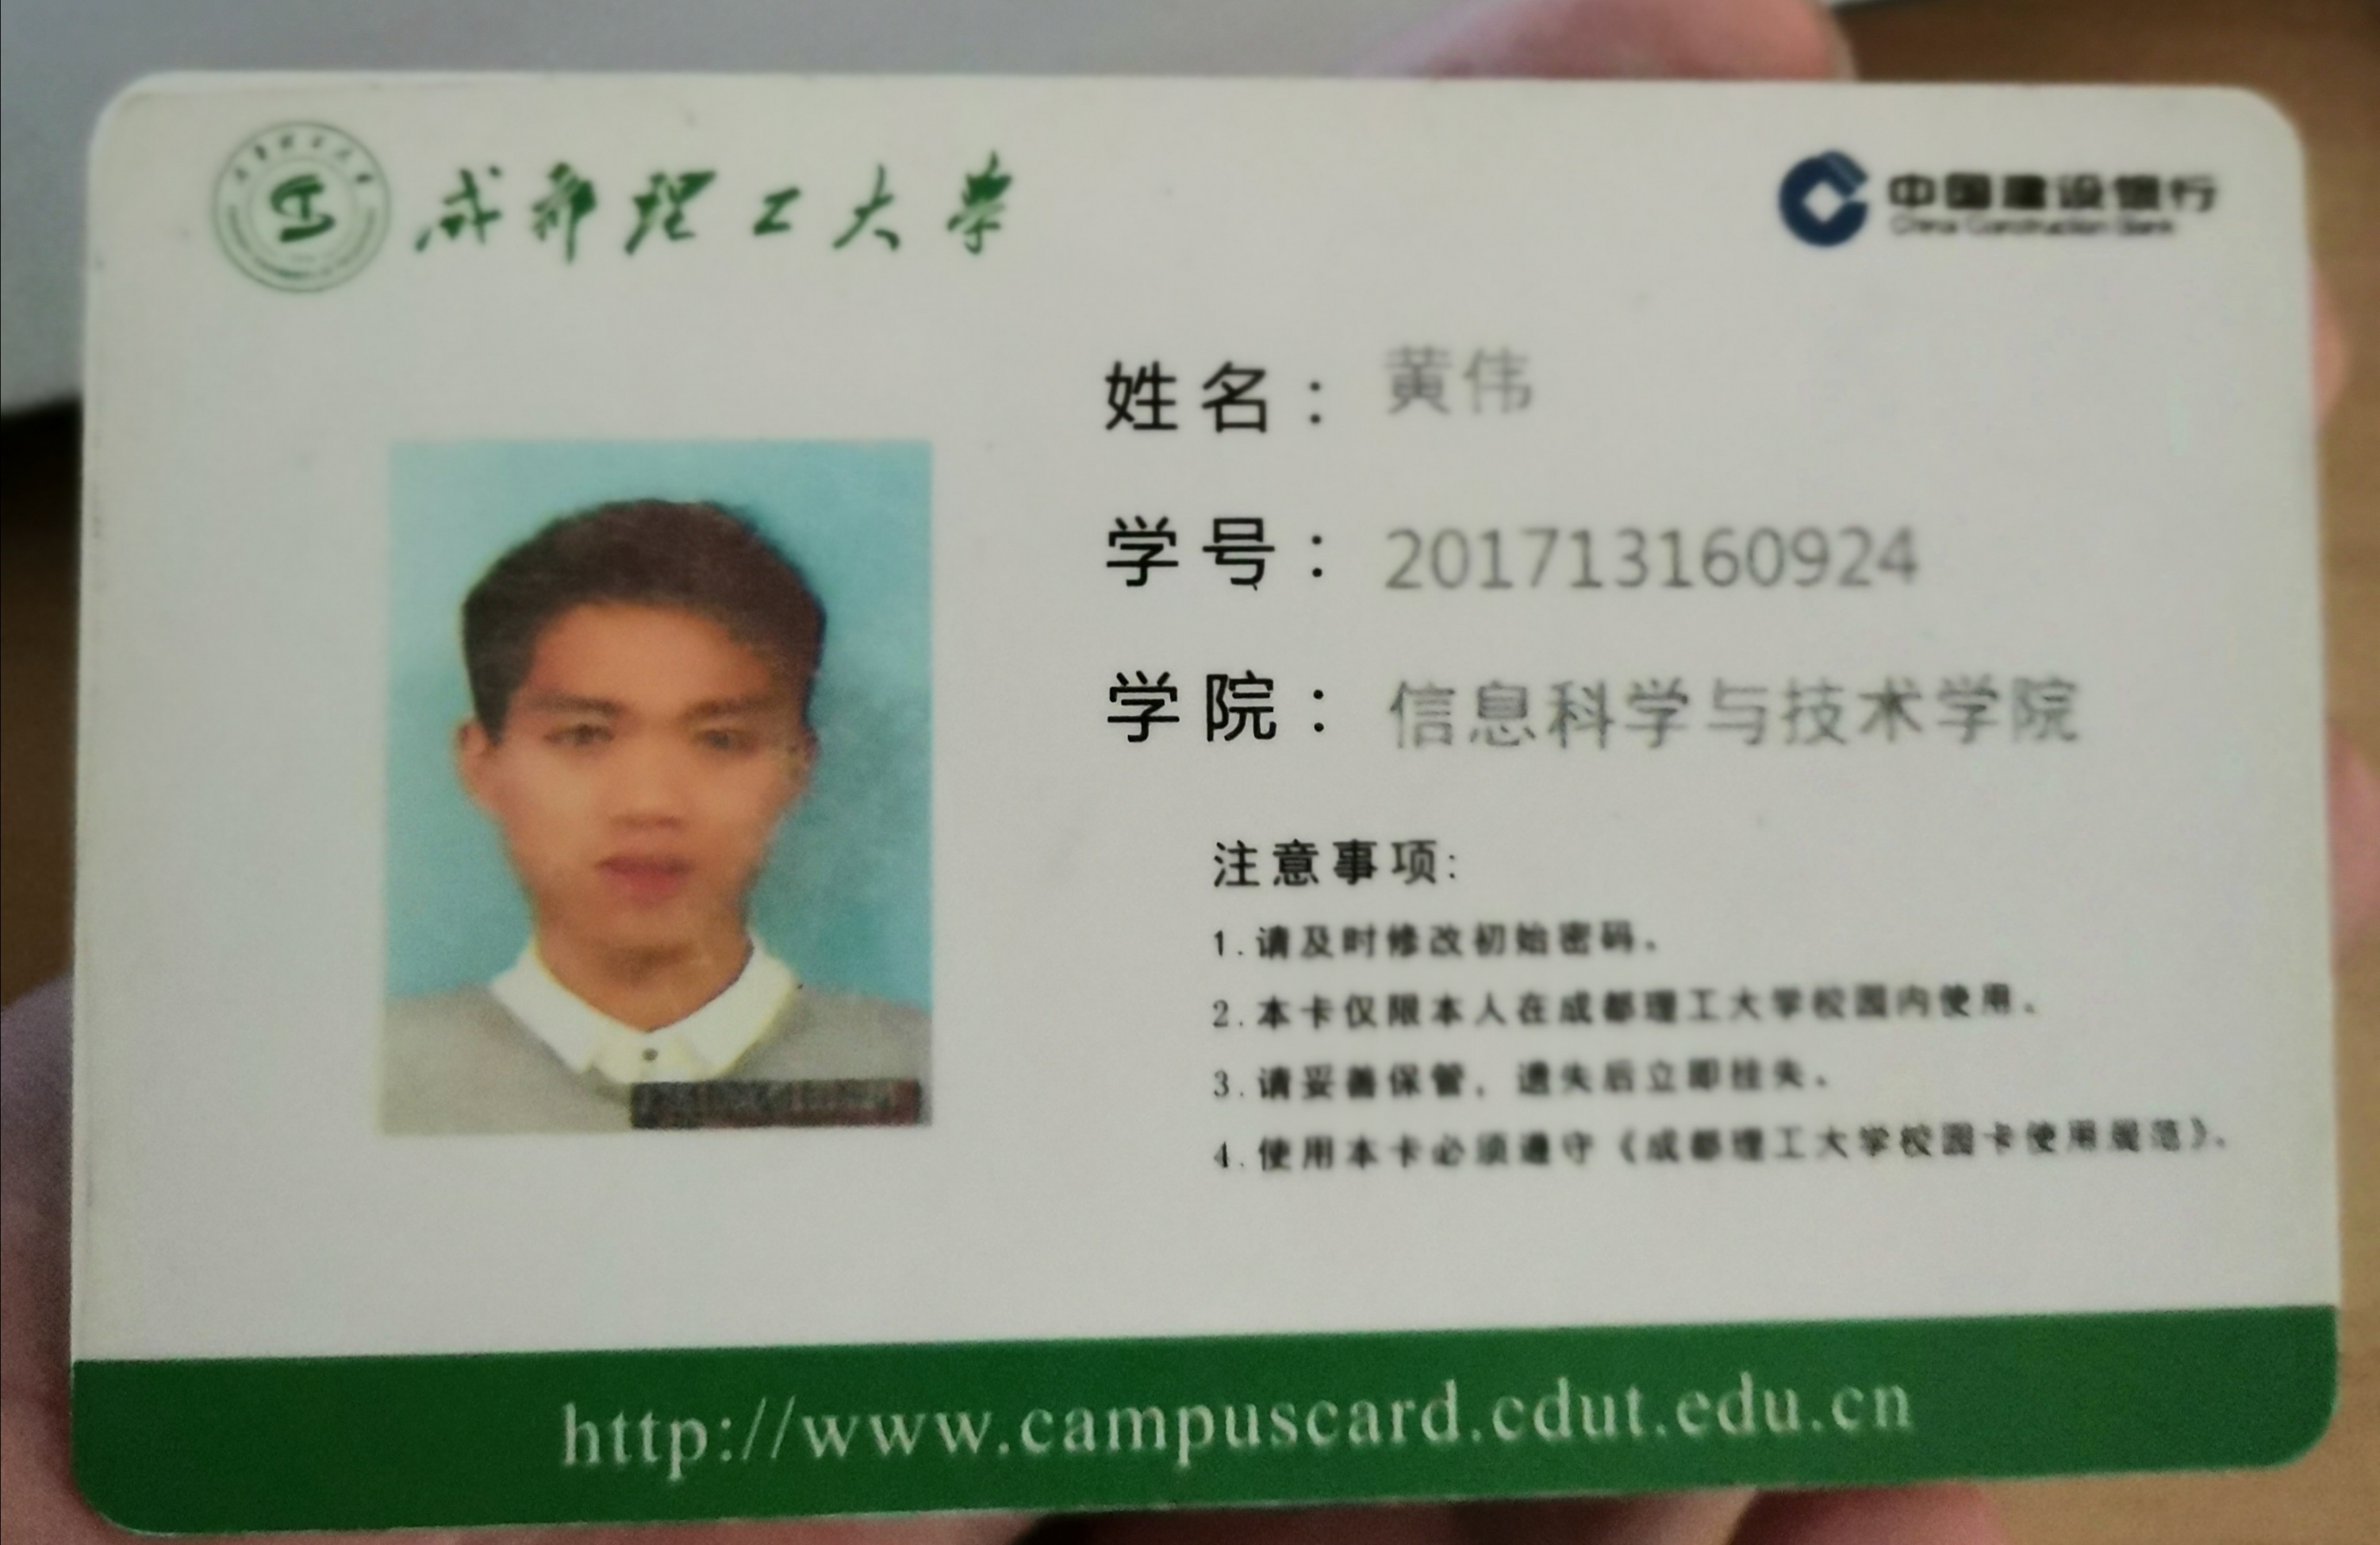 成都理工大学
中国建设银行
China Construction Bank
姓名：黄伟
学号：201713160924
学院：信息科学与技术学院
注意事项:
1.请及时修改初始密码。
2.本卡仅限本人在成都理工大学校园内使用。
3.请妥善保管，遗失后立即挂失。
4.使用本卡必须遵守《成都理工大学校园卡使用规范》。
http://www.campuscard.cdut.edu.cn